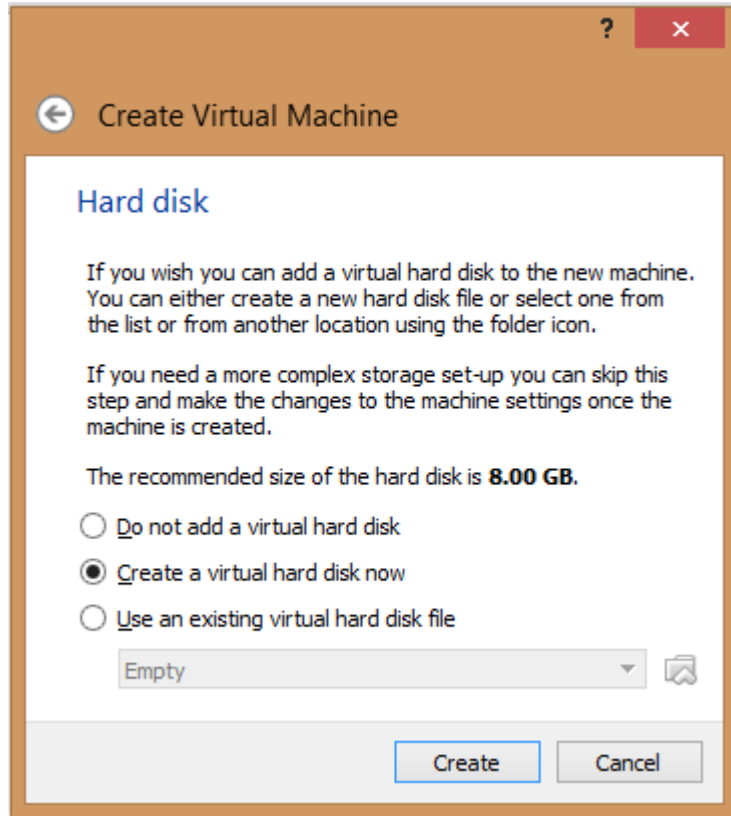 ?
×
Create Virtual Machine
Hard disk
If you wish you can add a virtual hard disk to the new machine.
You can either create a new hard disk file or select one from
the list or from another location using the folder icon.
If you need a more complex storage set-up you can skip this
step and make the changes to the machine settings once the
machine is created.
The recommended size of the hard disk is 8.00 GB.
Do not add a virtual hard disk
Create a virtual hard disk now
Use an existing virtual hard disk file
Empty
Create Cancel